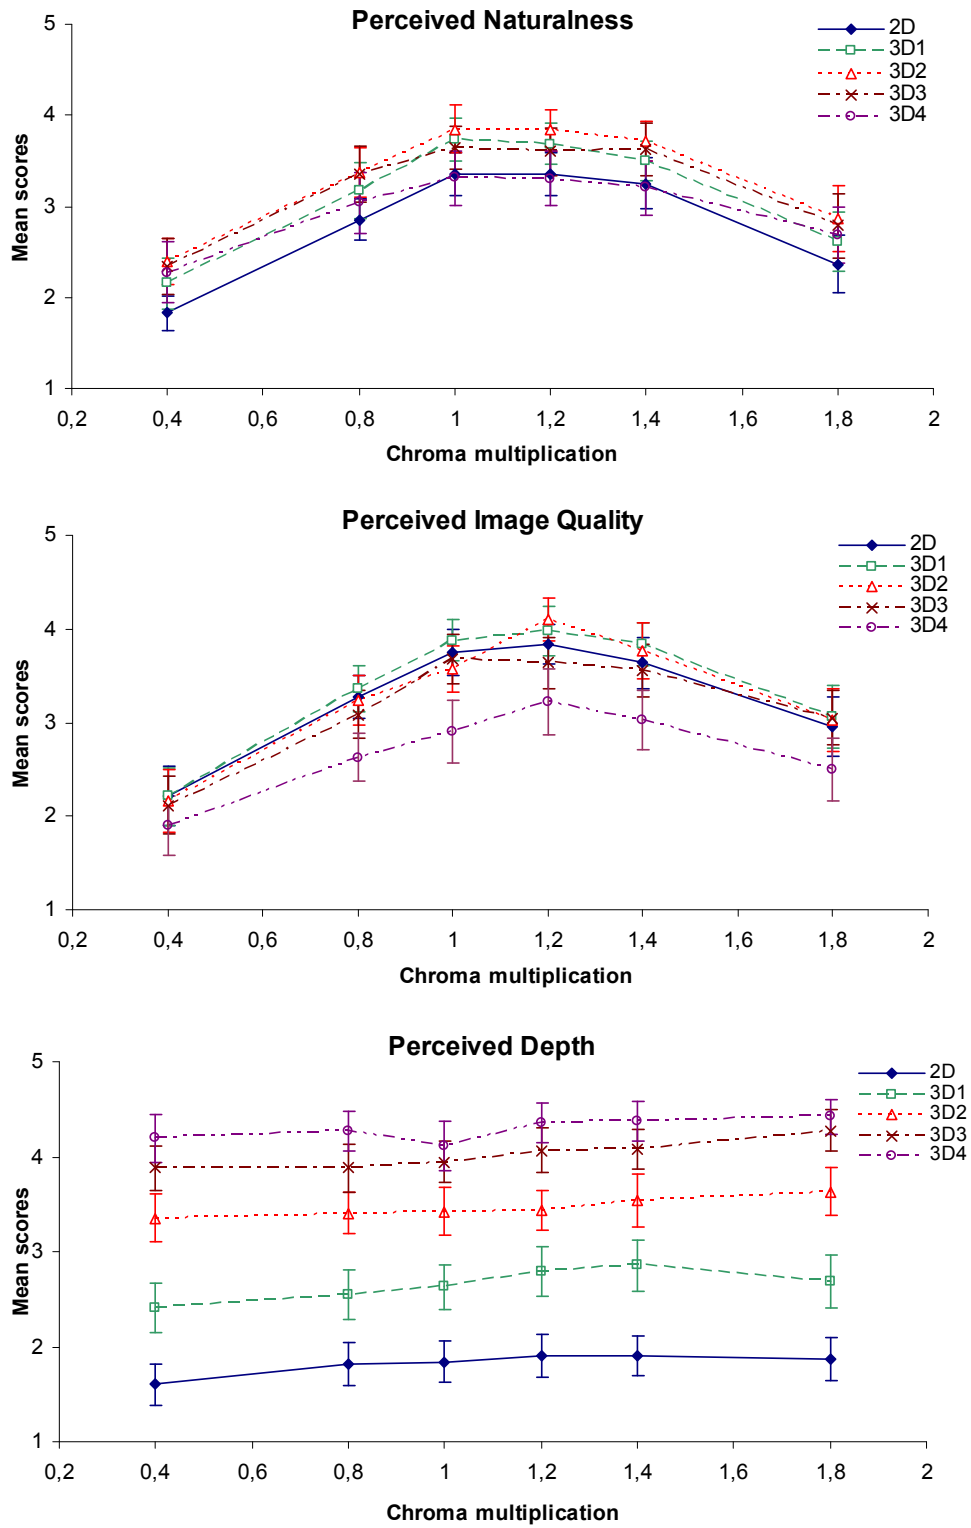 Perceived Naturalness
5
4
3
2
1
Mean scores
0,2 0,4 0,6 0,8 1 1,2 1,4 1,6 1,8 2
Chroma multiplication
2D
3D1
3D2
3D3
3D4
Perceived Image Quality
5
4
3
2
1
Mean scores
0,2 0,4 0,6 0,8 1 1,2 1,4 1,6 1,8 2
Chroma multiplication
2D
3D1
3D2
3D3
3D4
Perceived Depth
5
4
3
2
1
Mean scores
0,2 0,4 0,6 0,8 1 1,2 1,4 1,6 1,8 2
Chroma multiplication
2D
3D1
3D2
3D3
3D4